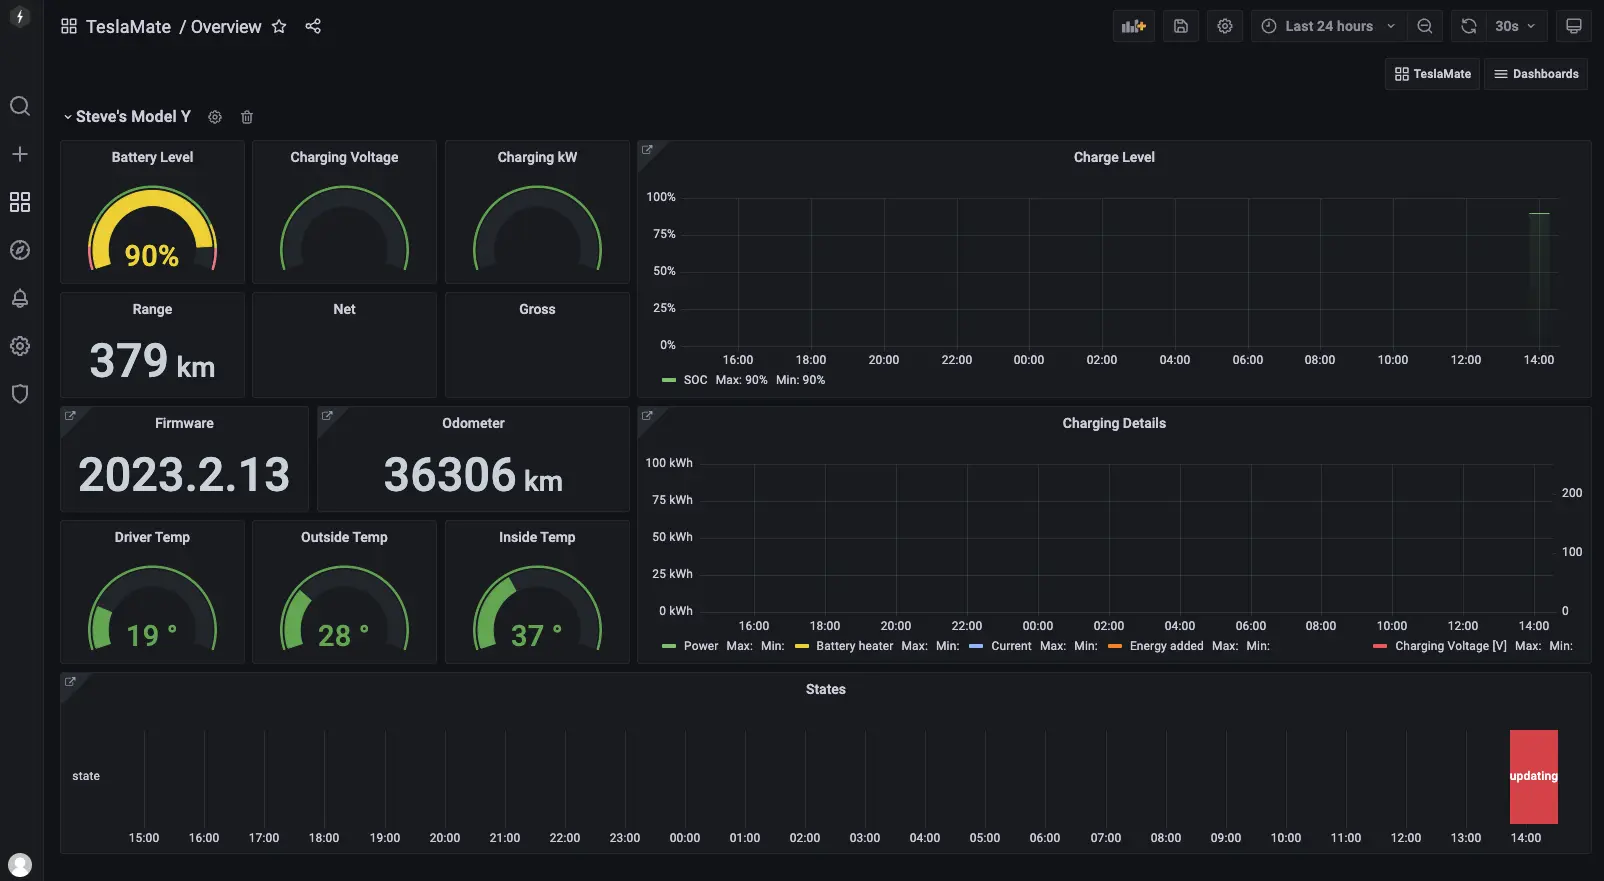 TeslaMate / Overview
Last 24 hours
30s
TeslaMate
Dashboards
Steve's Model Y
Battery Level
90%
Charging Voltage
Charging kW
Charge Level
100%
75%
50%
25%
0%
16:00 18:00 20:00 22:00 00:00 02:00 04:00 06:00 08:00 10:00 12:00 14:00
SOC Max: 90% Min: 90%
Range
379 km
Net
Gross
Firmware
2023.2.13
Odometer
36306 km
Charging Details
100 kWh
75 kWh
50 kWh
25 kWh
0 kWh
200
100
0
16:00 18:00 20:00 22:00 00:00 02:00 04:00 06:00 08:00 10:00 12:00 14:00
Power Max: Min: Battery heater Max: Min: Current Max: Min: Energy added Max: Min: Charging Voltage [V] Max: Min:
Driver Temp
19 °
Outside Temp
28 °
Inside Temp
37 °
States
state
updating
15:00 16:00 17:00 18:00 19:00 20:00 21:00 22:00 23:00 00:00 01:00 02:00 03:00 04:00 05:00 06:00 07:00 08:00 09:00 10:00 11:00 12:00 13:00 14:00